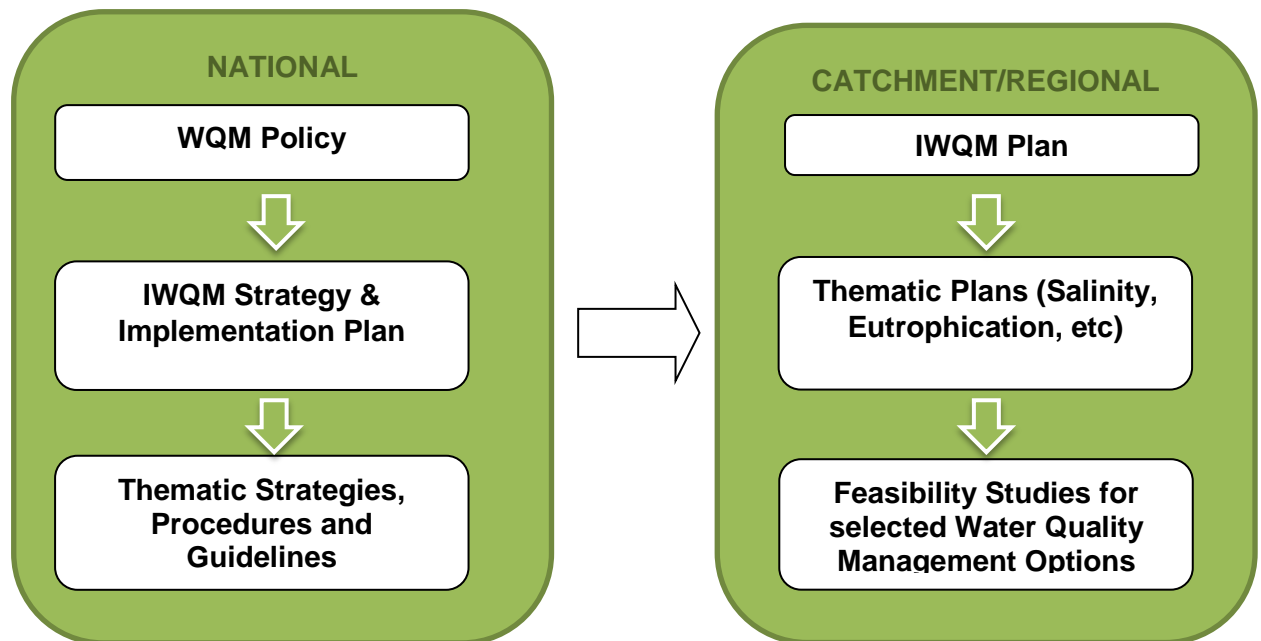 NATIONAL
WQM Policy
IWQM Strategy &
Implementation Plan
Thematic Strategies,
Procedures and
Guidelines
CATCHMENT/REGIONAL
IWQM Plan
Thematic Plans (Salinity,
Eutrophication, etc)
Feasibility Studies for
selected Water Quality
Management Options